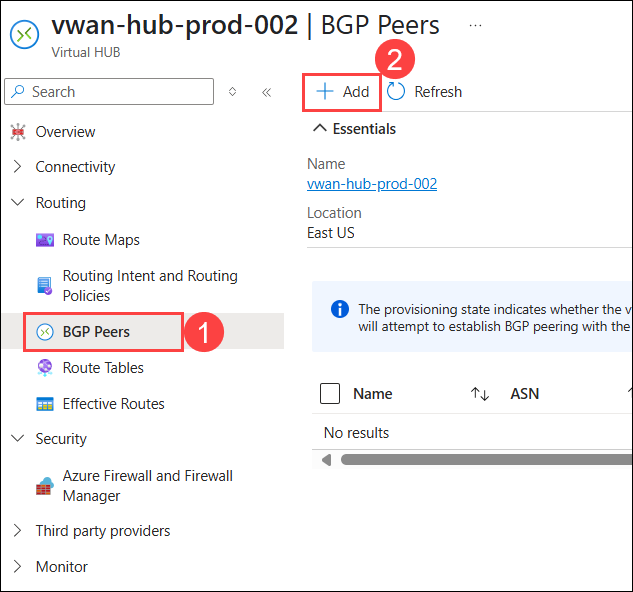 vwan-hub-prod-002 | BGP Peers ...
Virtual HUB
2
Search
Add
Refresh
Essentials
Overview
Connectivity
Name
vwan-hub-prod-002
Routing
Location
East US
Route Maps
Routing Intent and Routing
Policies
The provisioning state indicates whether the v
will attempt to establish BGP peering with the
BGP Peers
1
Route Tables
Name
ASN
Effective Routes
No results
Security
Azure Firewall and Firewall
Manager
Third party providers
Monitor